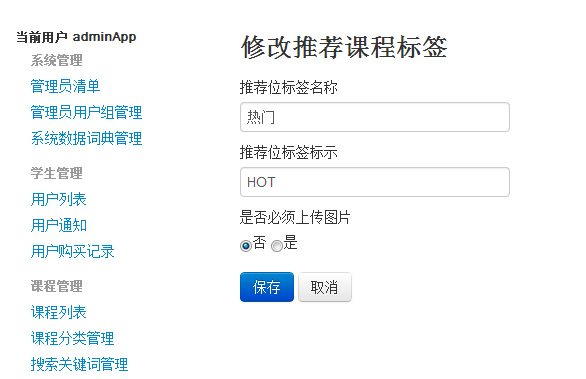 当前用户 adminApp
系统管理
管理员清单
管理员用户组管理
系统数据词典管理
学生管理
用户列表
用户通知
用户购买记录
课程管理
课程列表
课程分类管理
搜索关键词管理
修改推荐课程标签
推荐位标签名称
热门
推荐位标签标示
HOT
是否必须上传图片
否 是
保存 取消